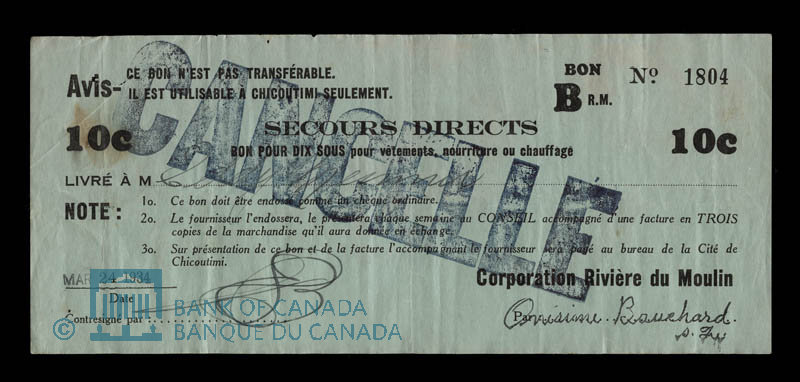 Avis- CE BON N'EST PAS TRANSFÉRABLE.
IL EST UTILISABLE A CHICOUTIMI SEULEMENT.
BON
B R.M.
Nº 1804
CANCELLÉ
10c SECOURS DIRECTS 10c
BON POUR DIX SOUS pour vêtements, nourriture ou chauffage
LIVRÉ À M
NOTE :
1o. Ce bon doit être endossé comme un chèque ordinaire.
2o. Le fournisseur l'endossera, le présentera chaque semaine au CONSEIL accompagné d'une facture en TROIS
copies de la marchandise qu'il aura donnée en échange.
3o. Sur présentation de ce bon et de la facture l'accompagnant le fournisseur sera payé au bureau de la Cité de
Chicoutimi.
MAR 24 1934
Date
Corporation Rivière du Moulin
Contresigné par
Par Onésime Bouchard
© BANK OF CANADA
BANQUE DU CANADA